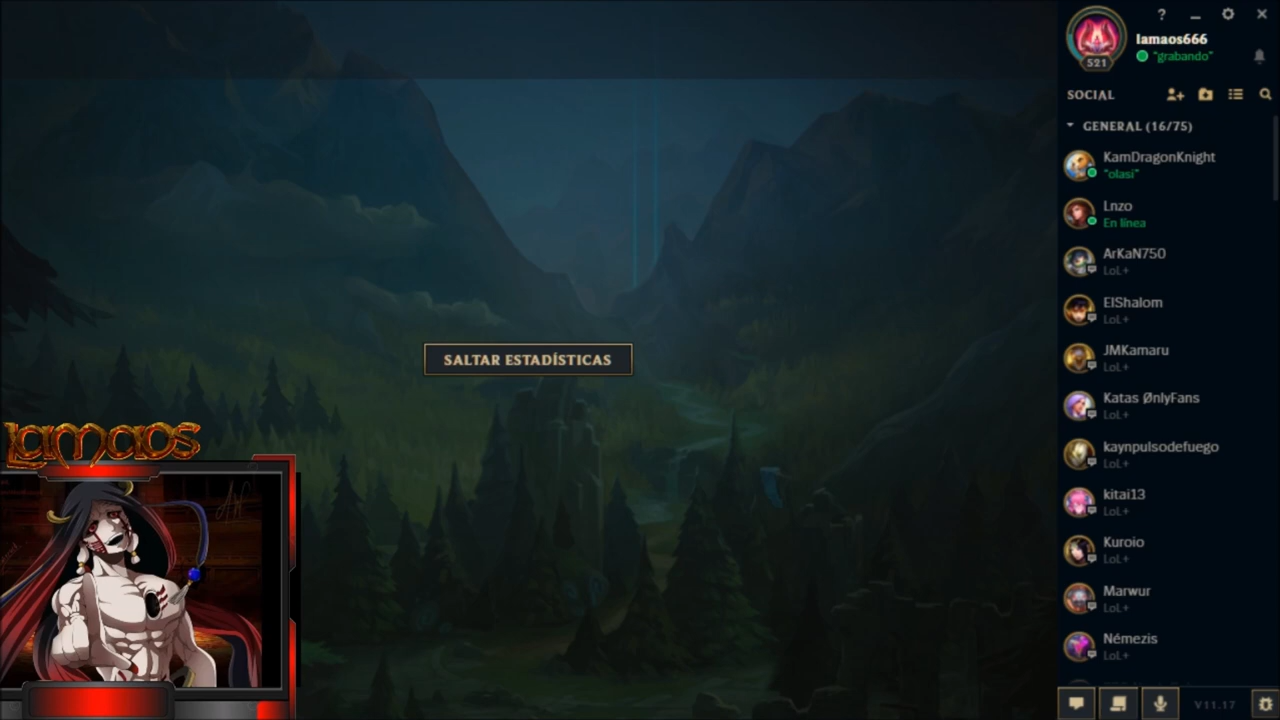 ?
lamaos666
521
"grabando"
SOCIAL
GENERAL (16/75)
KamDragonKnight
"olasi"
Lnzo
En línea
ArKaN750
LoL+
ElShalom
LoL+
SALTAR ESTADÍSTICAS
JMKamaru
LoL+
Katas ØnlyFans
LoL+
Lamaos
kaynpulsodefuego
LoL+
kitai13
LoL+
Kuroio
LoL+
Marwur
LoL+
Némezis
LoL+
V11.17